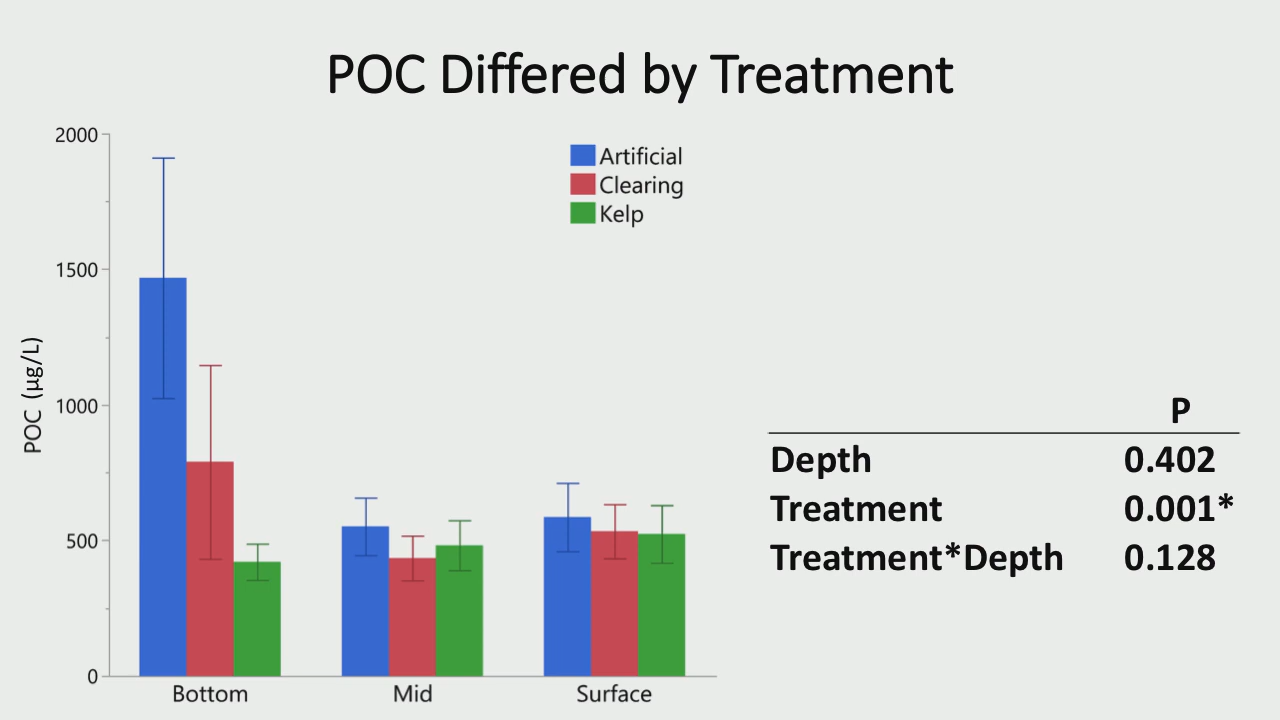 POC Differed by Treatment
2000
1500
1000
500
0
POC (µg/L)
Artificial
Clearing
Kelp
Bottom Mid Surface
P
Depth 0.402
Treatment 0.001*
Treatment*Depth 0.128